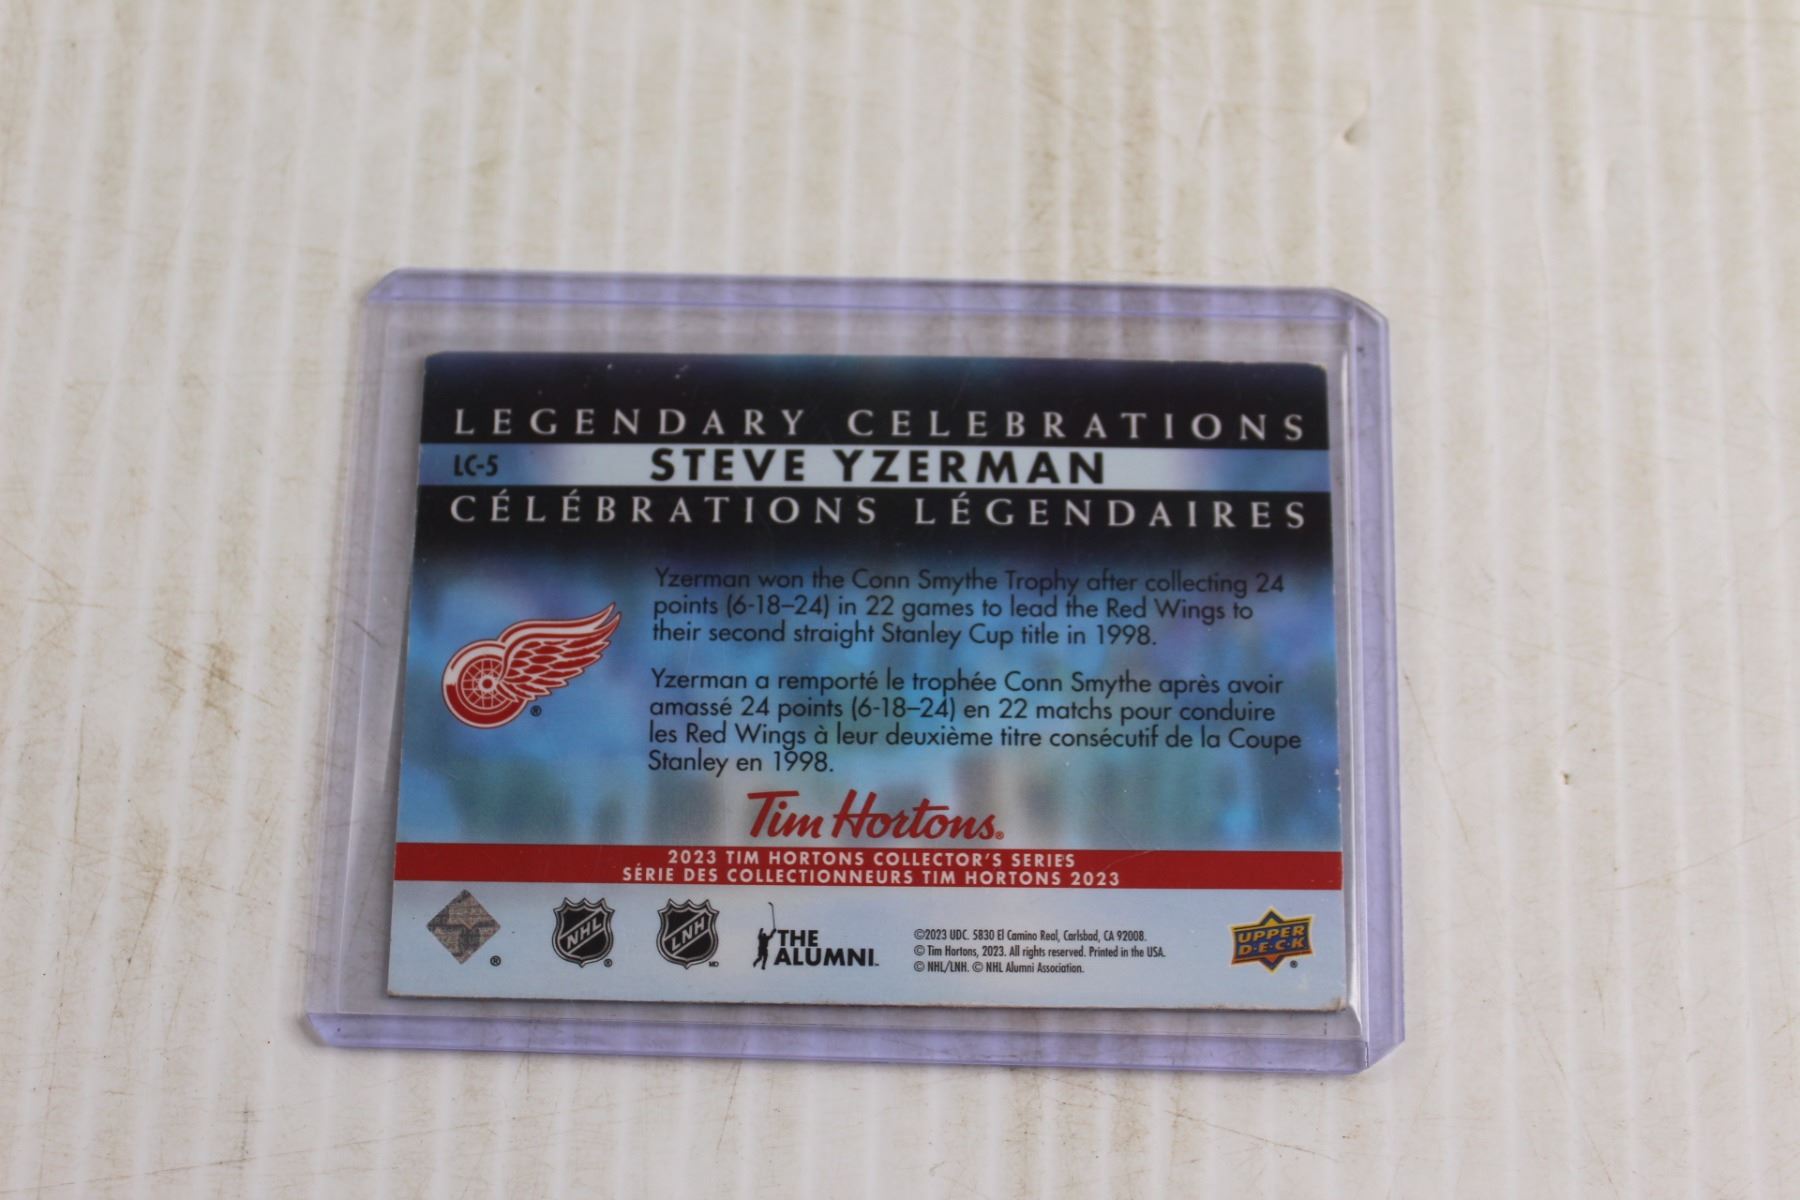 LEGENDARY CELEBRATIONS
LC-5 STEVE YZERMAN
CÉLÉBRATIONS LÉGENDAIRES
Yzerman won the Conn Smythe Trophy after collecting 24
points (6-18–24) in 22 games to lead the Red Wings to
their second straight Stanley Cup title in 1998.
Yzerman a remporté le trophée Conn Smythe après avoir
amassé 24 points (6-18–24) en 22 matchs pour conduire
les Red Wings à leur deuxième titre consécutif de la Coupe
Stanley en 1998.
®
Tim Hortons®
2023 TIM HORTONS COLLECTOR'S SERIES
SÉRIE DES COLLECTIONNEURS TIM HORTONS 2023
®
NHL ®
LNH MD
THE
ALUMNI™
©2023 UDC. 5830 El Camino Real, Carlsbad, CA 92008.
© Tim Hortons, 2023. All rights reserved. Printed in the USA.
© NHL/LNH. © NHL Alumni Association.
UPPER
D·E·C·K ®